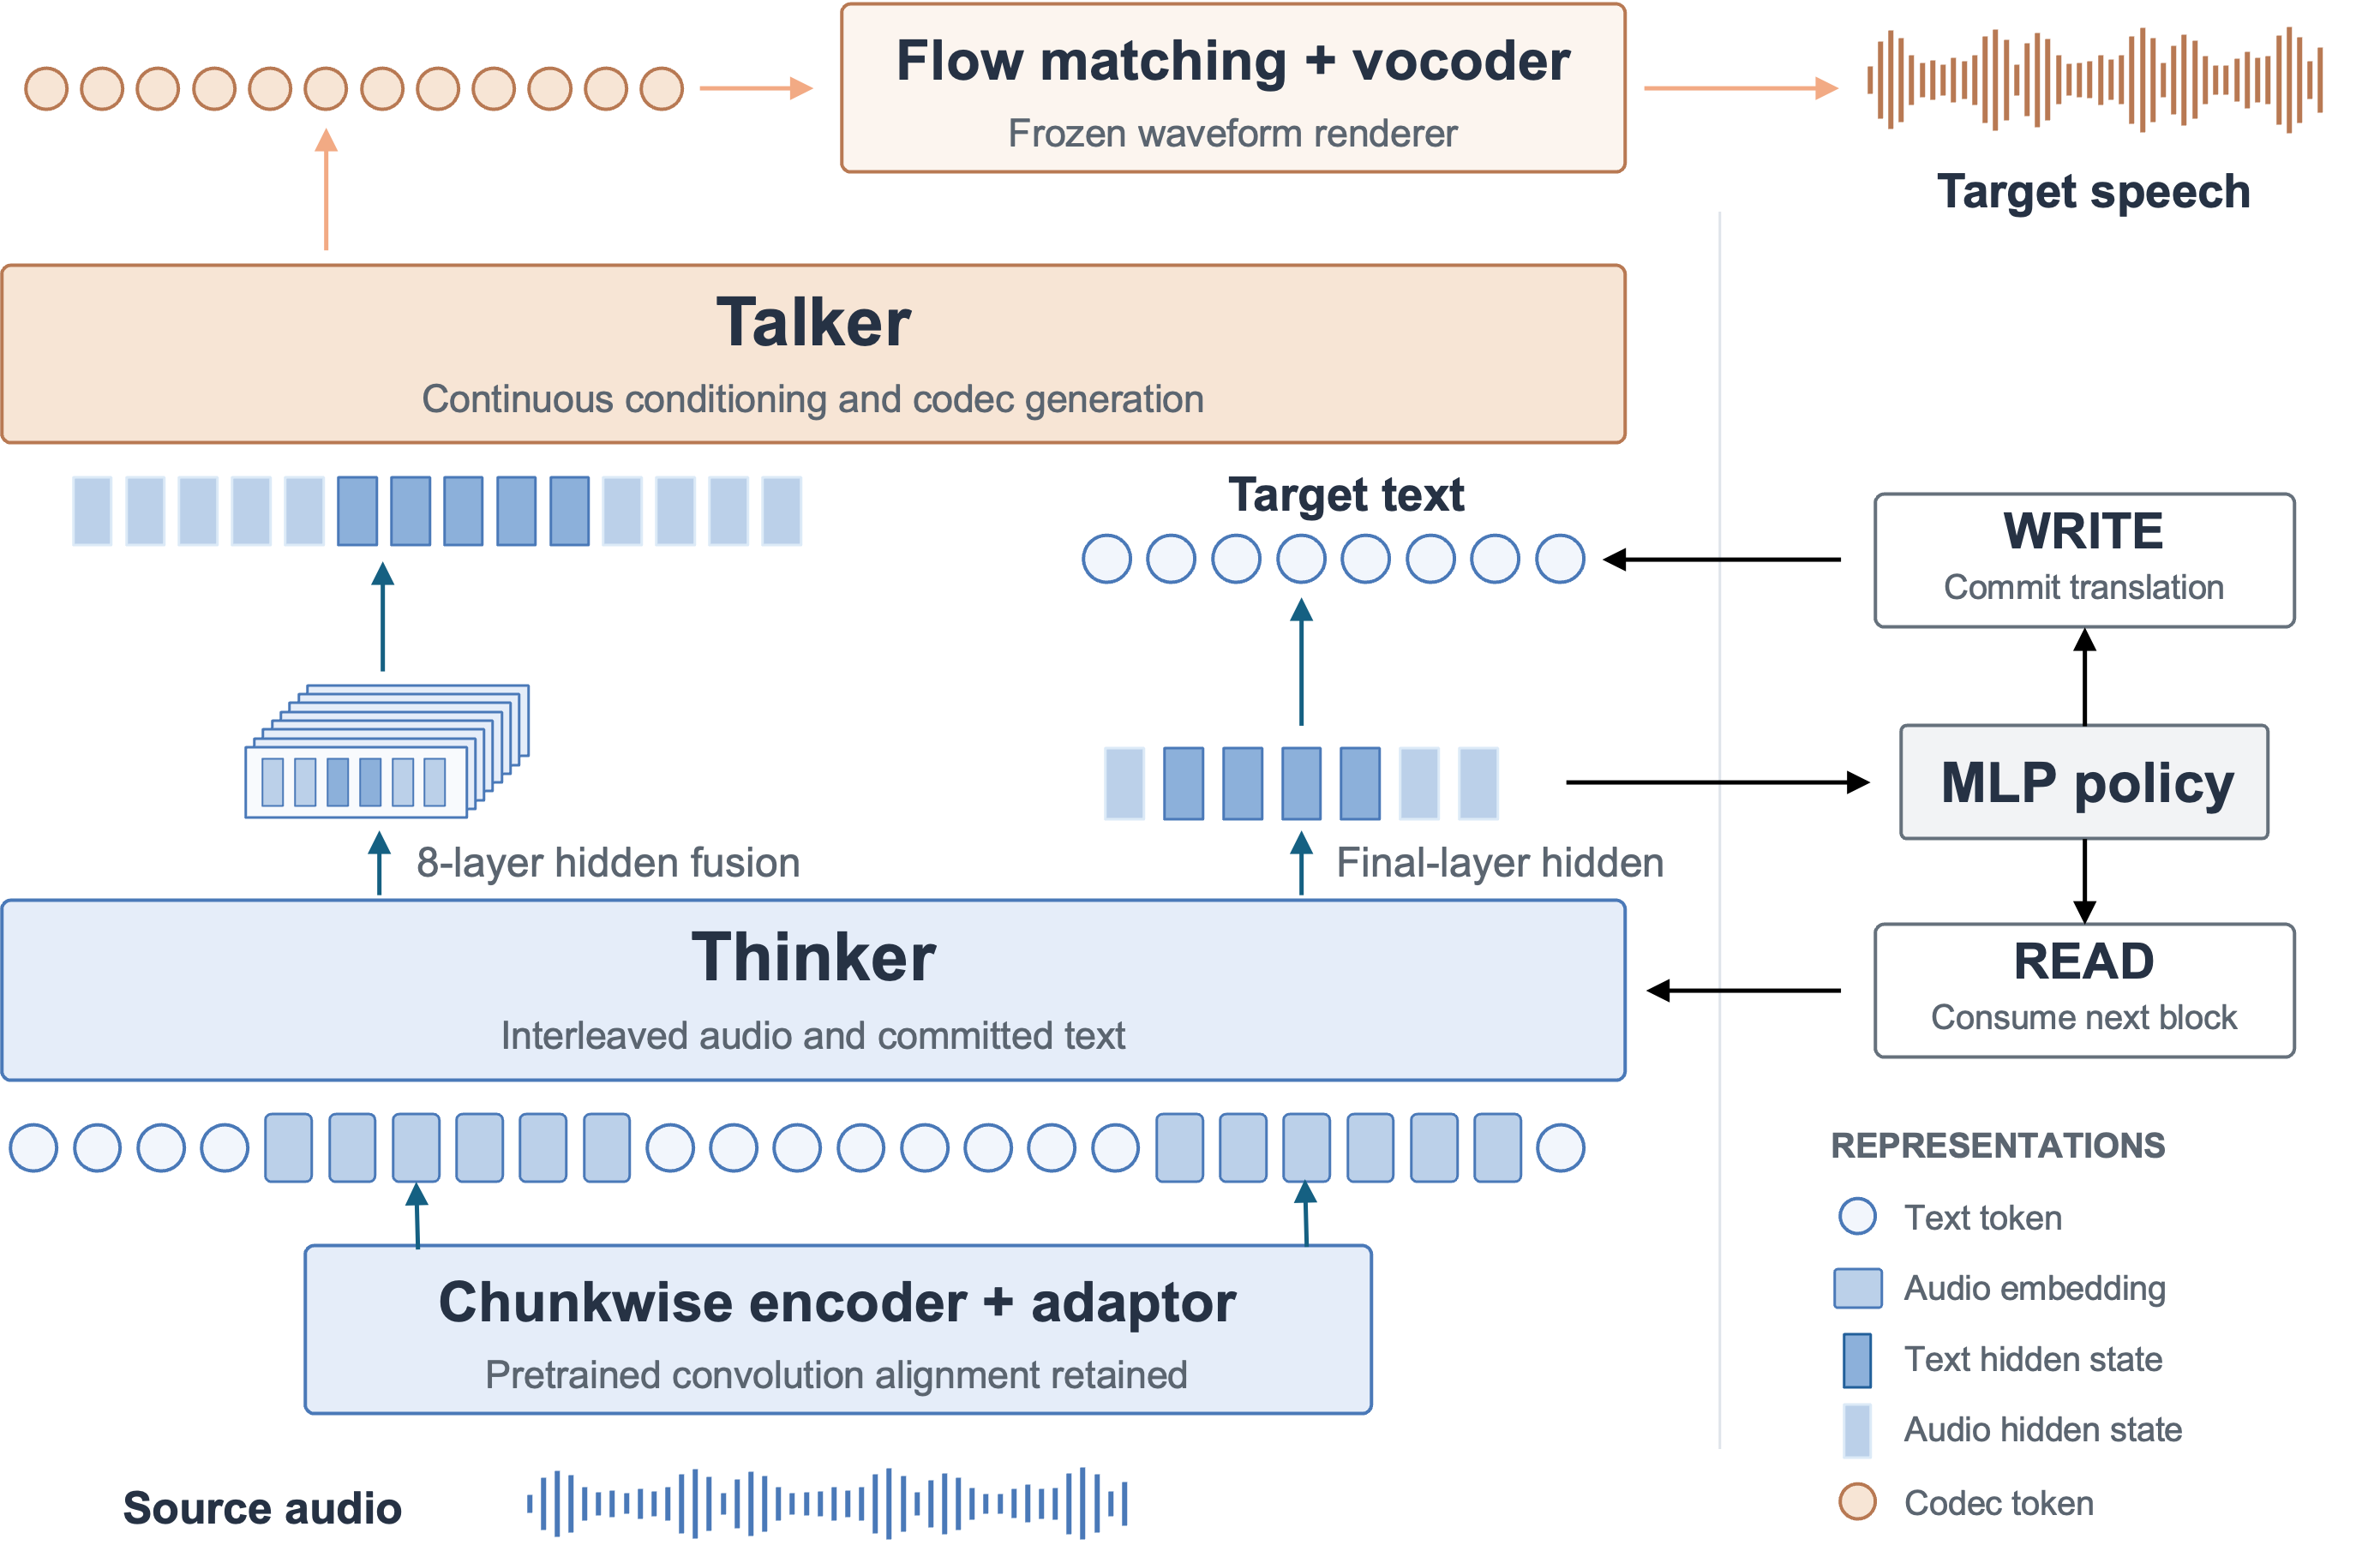 Flow matching + vocoder
Frozen waveform renderer
Target speech
Talker
Continuous conditioning and codec generation
Target text
WRITE
Commit translation
MLP policy
8-layer hidden fusion
Final-layer hidden
READ
Consume next block
Thinker
Interleaved audio and committed text
REPRESENTATIONS
Text token
Audio embedding
Text hidden state
Audio hidden state
Codec token
Chunkwise encoder + adaptor
Pretrained convolution alignment retained
Source audio